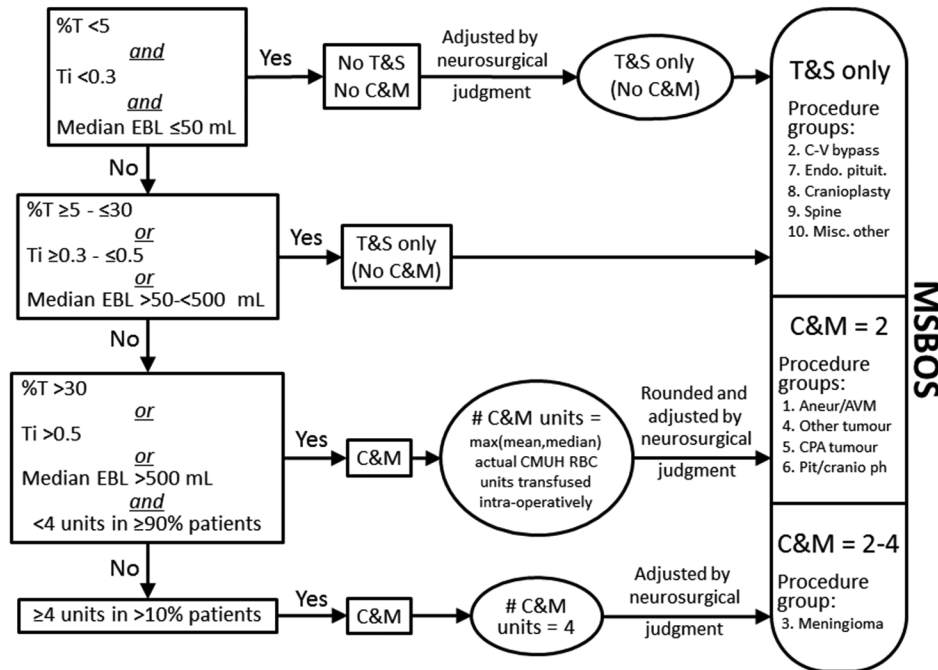 %T <5
and
Ti <0.3
and
Median EBL ≤50 mL
Yes
No T&S
No C&M
Adjusted by
neurosurgical
judgment
T&S only
(No C&M)
No
%T ≥5 - ≤30
or
Ti ≥0.3 - ≤0.5
or
Median EBL >50-<500 mL
Yes
T&S only
(No C&M)
No
%T >30
or
Ti >0.5
or
Median EBL >500 mL
and
<4 units in ≥90% patients
Yes
C&M
# C&M units =
max(mean,median)
actual CMUH RBC
units transfused
intra-operatively
Rounded and
adjusted by
neurosurgical
judgment
No
≥4 units in >10% patients
Yes
C&M
# C&M
units = 4
Adjusted by
neurosurgical
judgment
T&S only
Procedure
groups:
2. C-V bypass
7. Endo. pituit.
8. Cranioplasty
9. Spine
10. Misc. other
C&M = 2
Procedure
groups:
1. Aneur/AVM
4. Other tumour
5. CPA tumour
6. Pit/cranio ph
C&M = 2-4
Procedure
group:
3. Meningioma
MSBOS